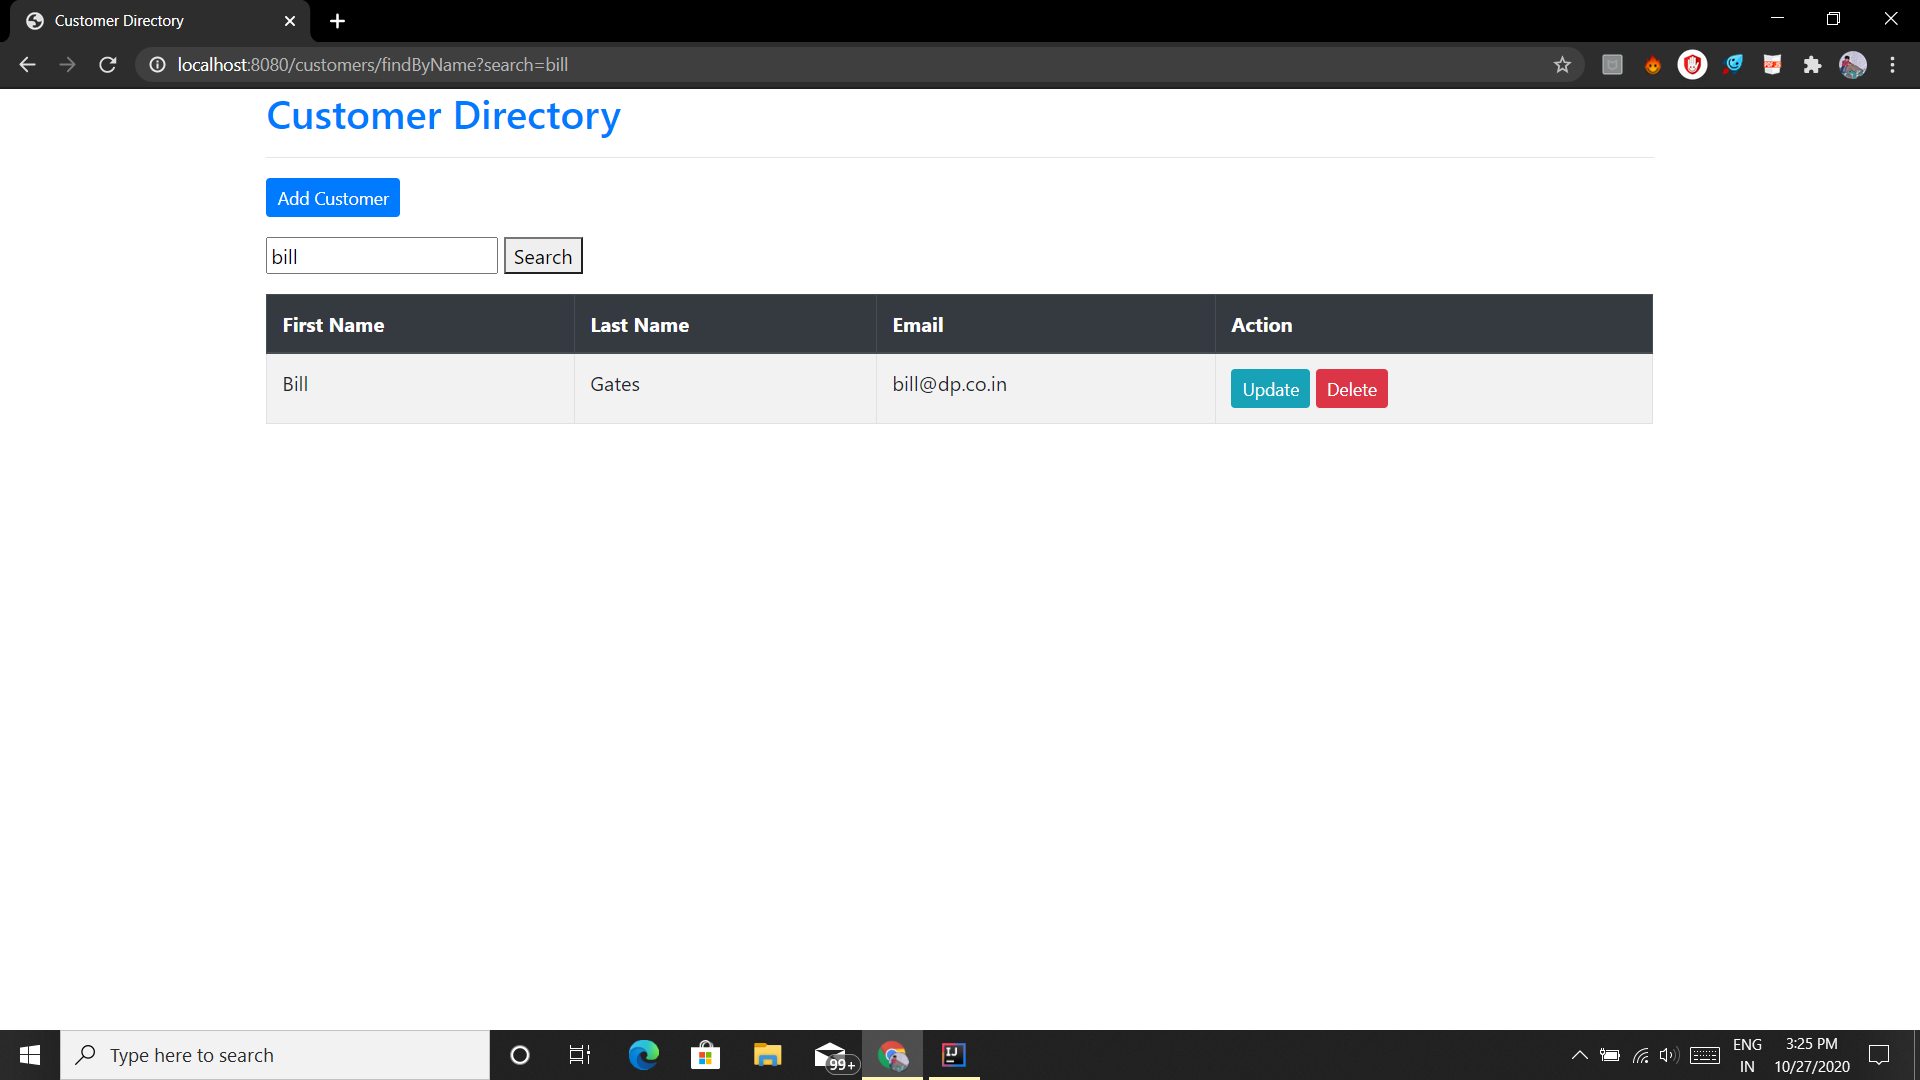 Customer Directory
localhost:8080/customers/findByName?search=bill
Customer Directory
Add Customer
bill Search
First Name Last Name Email Action
Bill Gates bill@dp.co.in Update Delete
Type here to search
99+
IJ
ENG
IN
3:25 PM
10/27/2020